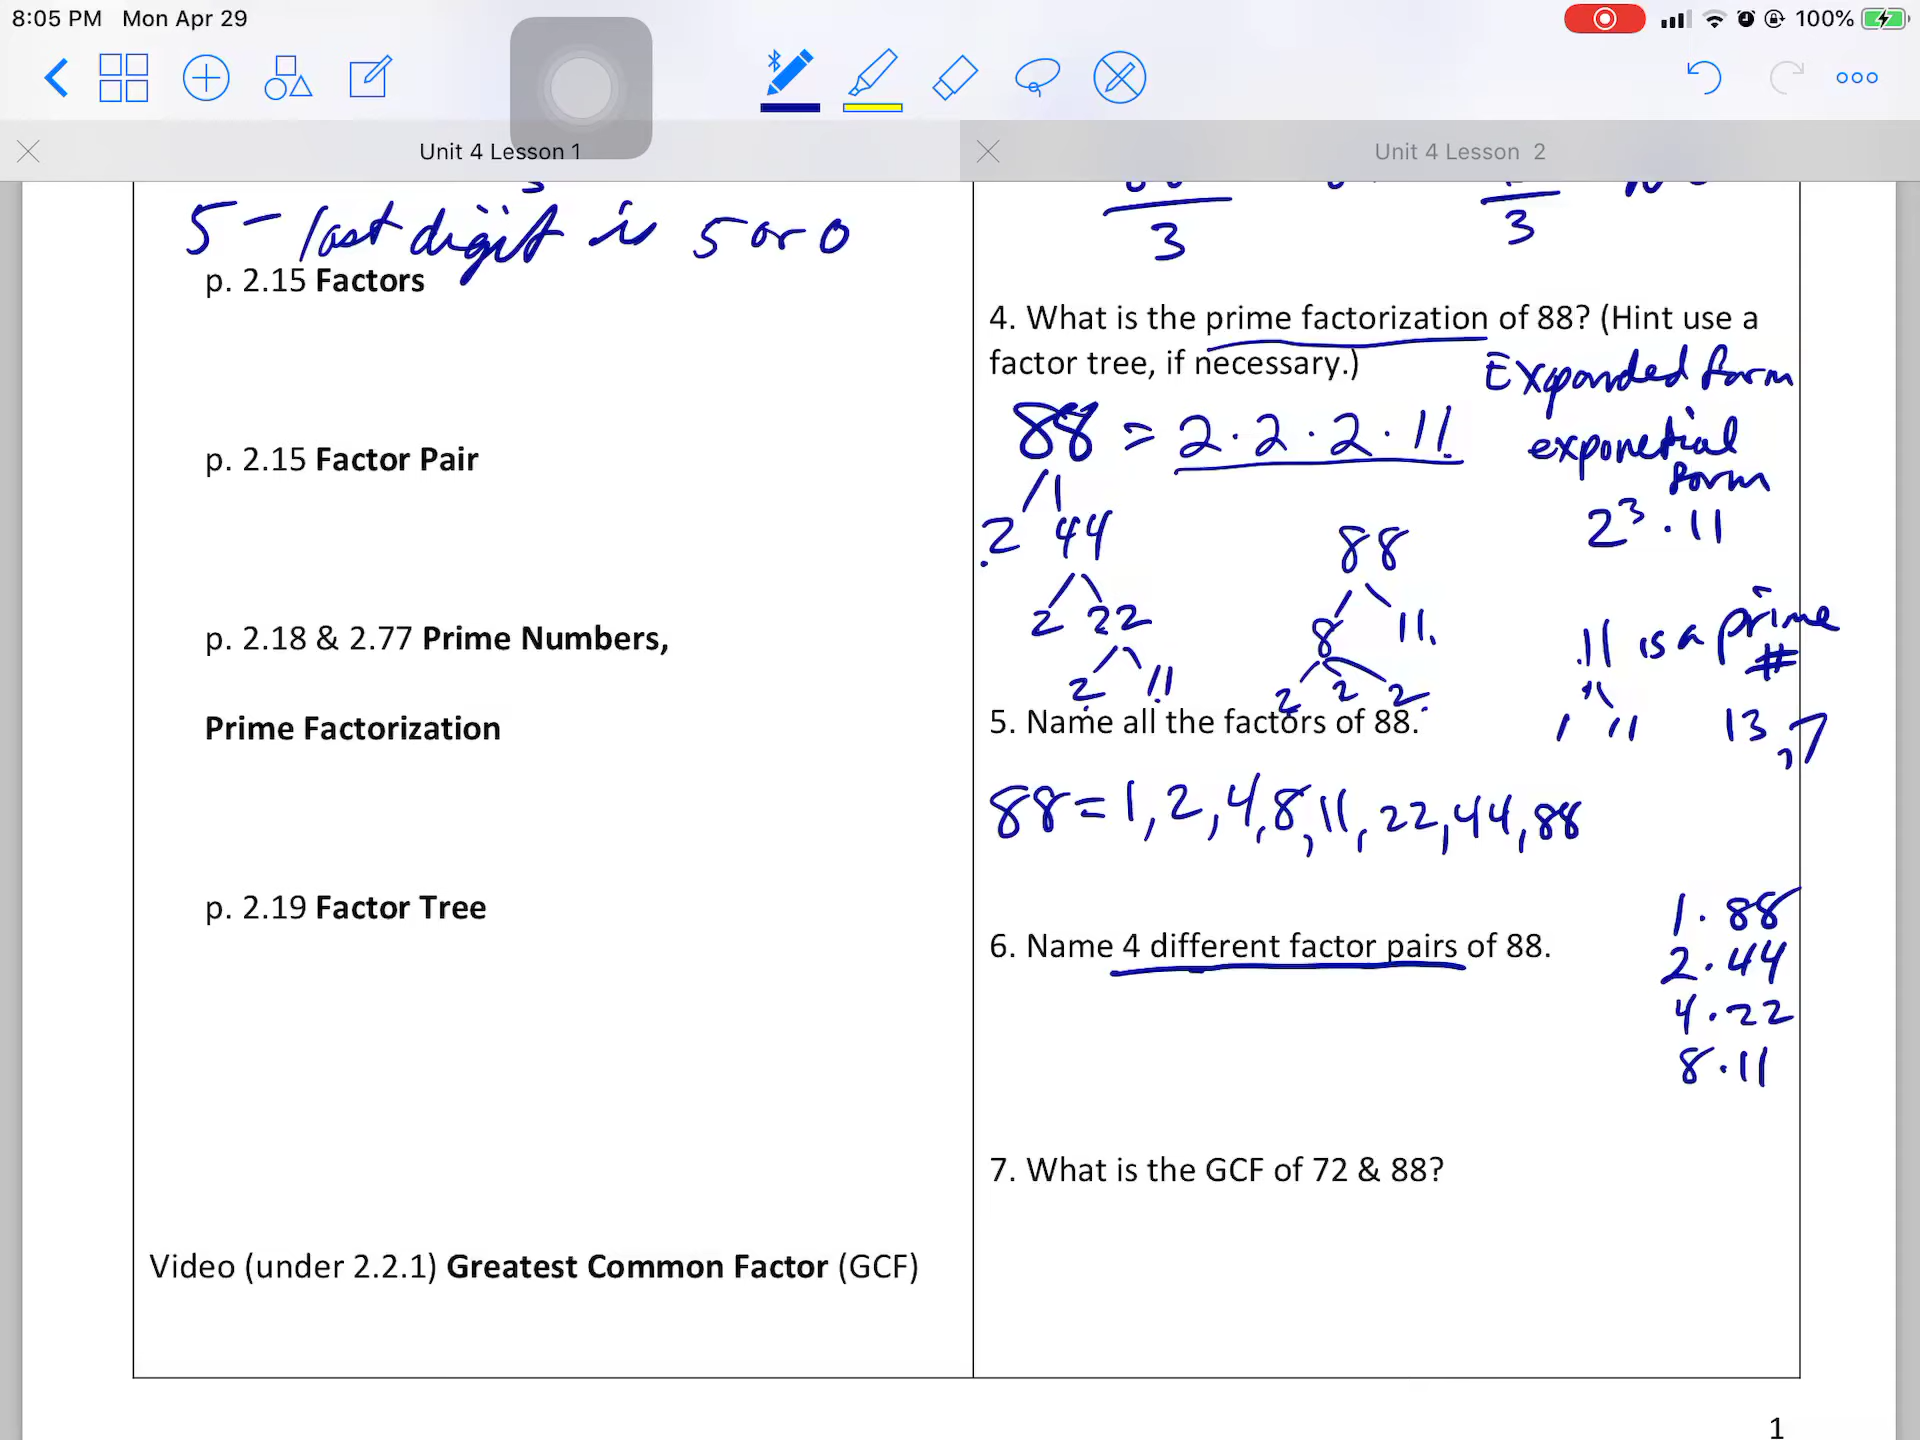 8:05 PM Mon Apr 29
100%
Unit 4 Lesson 1
Unit 4 Lesson 2
5 - last digit is 5 or 0
p. 2.15 Factors
p. 2.15 Factor Pair
p. 2.18 & 2.77 Prime Numbers,
Prime Factorization
p. 2.19 Factor Tree
Video (under 2.2.1) Greatest Common Factor (GCF)
3
3
4. What is the prime factorization of 88? (Hint use a
factor tree, if necessary.)
Expanded form
88 = 2 · 2 · 2 · 11
exponetial
form
2³ · 11
2 44
88
2 22
8 11
11 is a prime
#
2 11
2 2 2
11
1 11
13, 7
5. Name all the factors of 88.
88 = 1, 2, 4, 8, 11, 22, 44, 88
6. Name 4 different factor pairs of 88.
1 · 88
2 · 44
4 · 22
8 · 11
7. What is the GCF of 72 & 88?
1